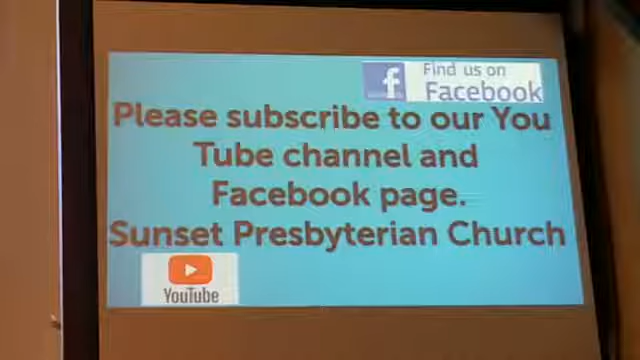 Find us on
Facebook
Please subscribe to our You
Tube channel and
Facebook page.
Sunset Presbyterian Church
YouTube